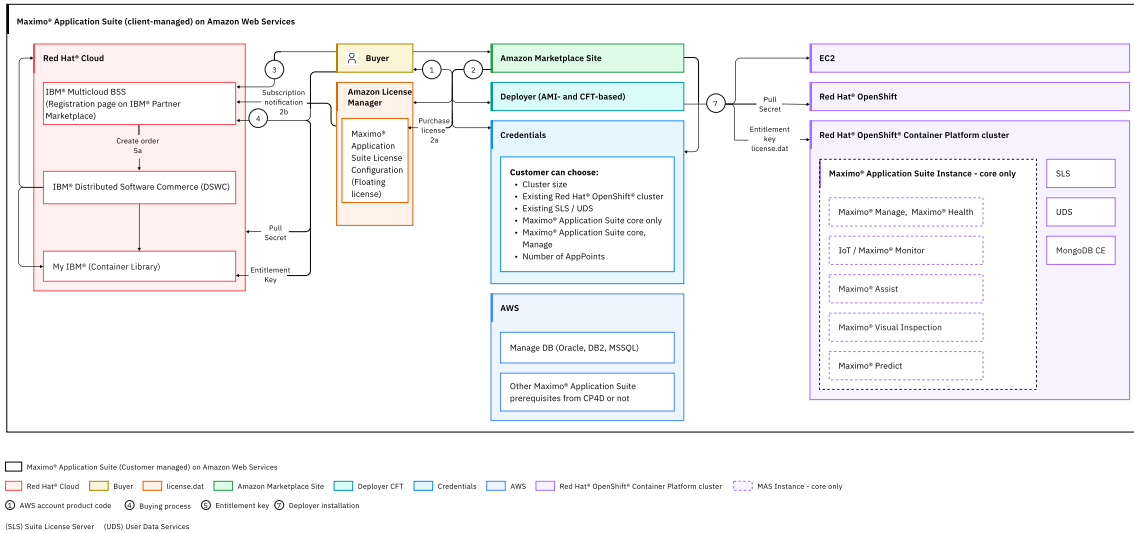 Maximo® Application Suite (client-managed) on Amazon Web Services
Red Hat® Cloud
IBM® Multicloud BSS
(Registration page on IBM® Partner
Marketplace)
Create order
5a
IBM® Distributed Software Commerce (DSWC)
My IBM® (Container Library)
3
Subscription
notification
2b
4
Pull
Secret
Entitlement
Key
Buyer
Amazon License
Manager
Maximo®
Application
Suite License
Configuration
(Floating
license)
1
2
Purchase
license
2a
Amazon Marketplace Site
Deployer (AMI- and CFT-based)
Credentials
Customer can choose:
• Cluster size
• Existing Red Hat® OpenShift® cluster
• Existing SLS / UDS
• Maximo® Application Suite core only
• Maximo® Application Suite core,
Manage
• Number of AppPoints
AWS
Manage DB (Oracle, DB2, MSSQL)
Other Maximo® Application Suite
prerequisites from CP4D or not
7
Pull
Secret
Entitlement
key
license.dat
EC2
Red Hat® OpenShift
Red Hat® OpenShift® Container Platform cluster
Maximo® Application Suite Instance - core only
Maximo® Manage, Maximo® Health
IoT / Maximo® Monitor
Maximo® Assist
Maximo® Visual Inspection
Maximo® Predict
SLS
UDS
MongoDB CE
Maximo® Application Suite (Customer managed) on Amazon Web Services
Red Hat® Cloud Buyer license.dat Amazon Marketplace Site Deployer CFT Credentials AWS Red Hat® OpenShift® Container Platform cluster MAS Instance - core only
1 AWS account product code 4 Buying process 5 Entitlement key 7 Deployer installation
(SLS) Suite License Server (UDS) User Data Services